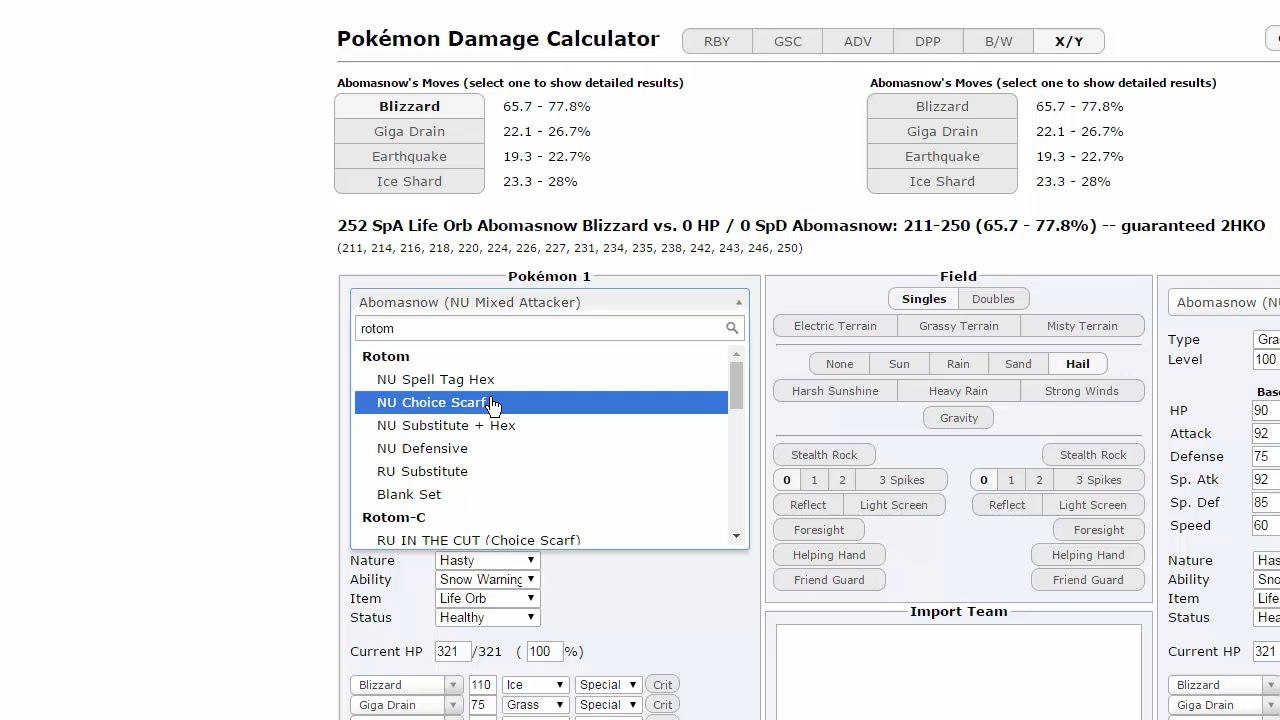 Pokémon Damage Calculator RBY GSC ADV DPP B/W X/Y
Abomasnow's Moves (select one to show detailed results) Abomasnow's Moves (select one to show detailed results)
Blizzard 65.7 - 77.8% Blizzard 65.7 - 77.8%
Giga Drain 22.1 - 26.7% Giga Drain 22.1 - 26.7%
Earthquake 19.3 - 22.7% Earthquake 19.3 - 22.7%
Ice Shard 23.3 - 28% Ice Shard 23.3 - 28%
252 SpA Life Orb Abomasnow Blizzard vs. 0 HP / 0 SpD Abomasnow: 211-250 (65.7 - 77.8%) -- guaranteed 2HKO
(211, 214, 216, 218, 220, 224, 226, 227, 231, 234, 235, 238, 242, 243, 246, 250)
Pokémon 1
Abomasnow (NU Mixed Attacker)
rotom
Rotom
NU Spell Tag Hex
NU Choice Scarf
NU Substitute + Hex
NU Defensive
RU Substitute
Blank Set
Rotom-C
RU IN THE CUT (Choice Scarf)
Nature Hasty
Ability Snow Warning
Item Life Orb
Status Healthy
Current HP 321 /321 ( 100 %)
Blizzard 110 Ice Special Crit
Giga Drain 75 Grass Special Crit
Field
Singles Doubles
Electric Terrain Grassy Terrain Misty Terrain
None Sun Rain Sand Hail
Harsh Sunshine Heavy Rain Strong Winds
Gravity
Stealth Rock Stealth Rock
0 1 2 3 Spikes 0 1 2 3 Spikes
Reflect Light Screen Reflect Light Screen
Foresight Foresight
Helping Hand Helping Hand
Friend Guard Friend Guard
Import Team
Abomasnow (NU
Type Gra
Level 100
Bas
HP 90
Attack 92
Defense 75
Sp. Atk 92
Sp. Def 85
Speed 60
Nature Has
Ability Sno
Item Life
Status Hea
Current HP 321
Blizzard
Giga Drain